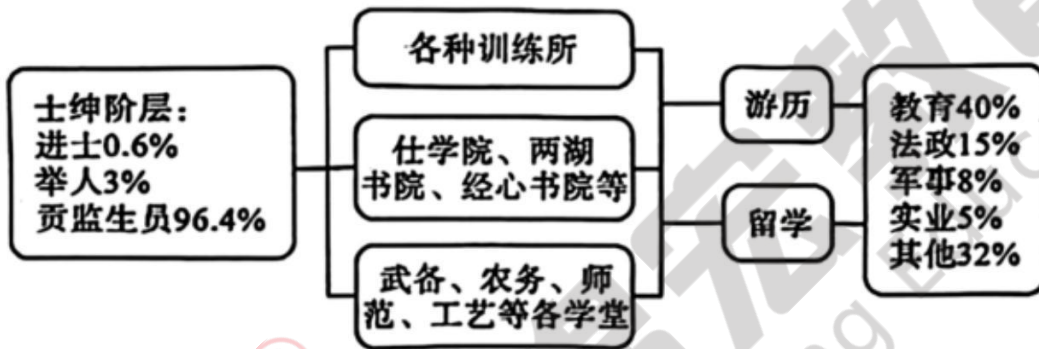 士绅阶层：
进士0.6%
举人3%
贡监生员96.4%
各种训练所
仕学院、两湖
书院、经心书院等
武备、农务、师
范、工艺等各学堂
游历
留学
教育40%
法政15%
军事8%
实业5%
其他32%